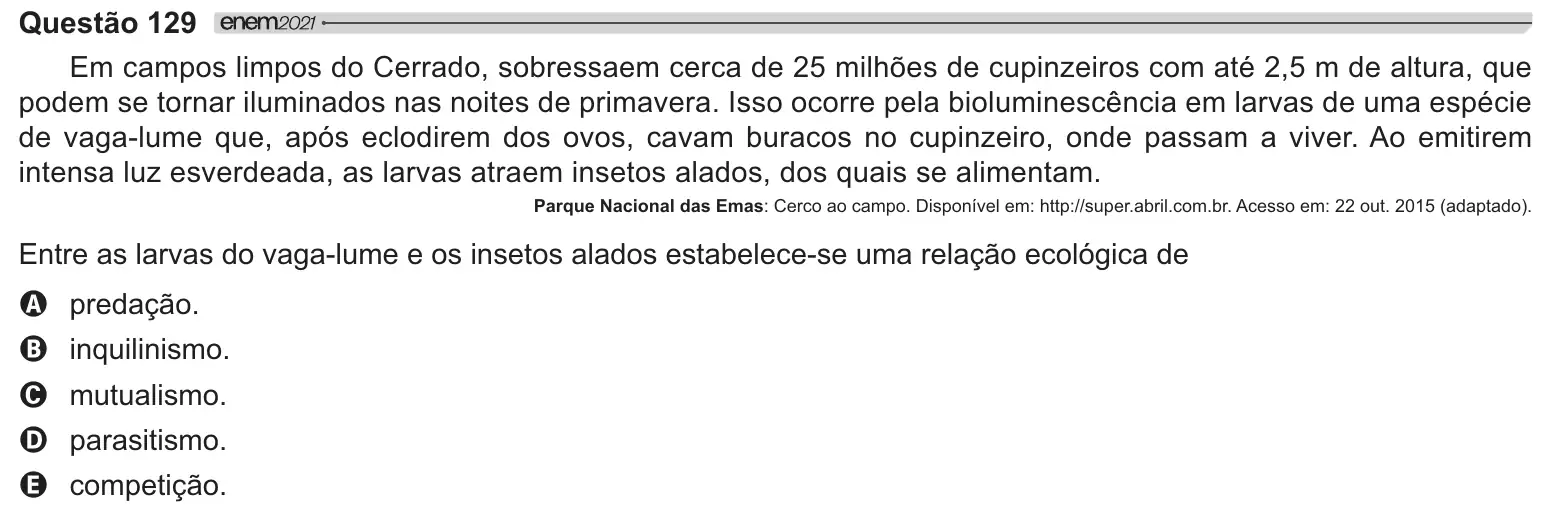 Questão 129 enem2021
Em campos limpos do Cerrado, sobressaem cerca de 25 milhões de cupinzeiros com até 2,5 m de altura, que
podem se tornar iluminados nas noites de primavera. Isso ocorre pela bioluminescência em larvas de uma espécie
de vaga-lume que, após eclodirem dos ovos, cavam buracos no cupinzeiro, onde passam a viver. Ao emitirem
intensa luz esverdeada, as larvas atraem insetos alados, dos quais se alimentam.
Parque Nacional das Emas: Cerco ao campo. Disponível em: http://super.abril.com.br. Acesso em: 22 out. 2015 (adaptado).
Entre as larvas do vaga-lume e os insetos alados estabelece-se uma relação ecológica de
A predação.
B inquilinismo.
C mutualismo.
D parasitismo.
E competição.